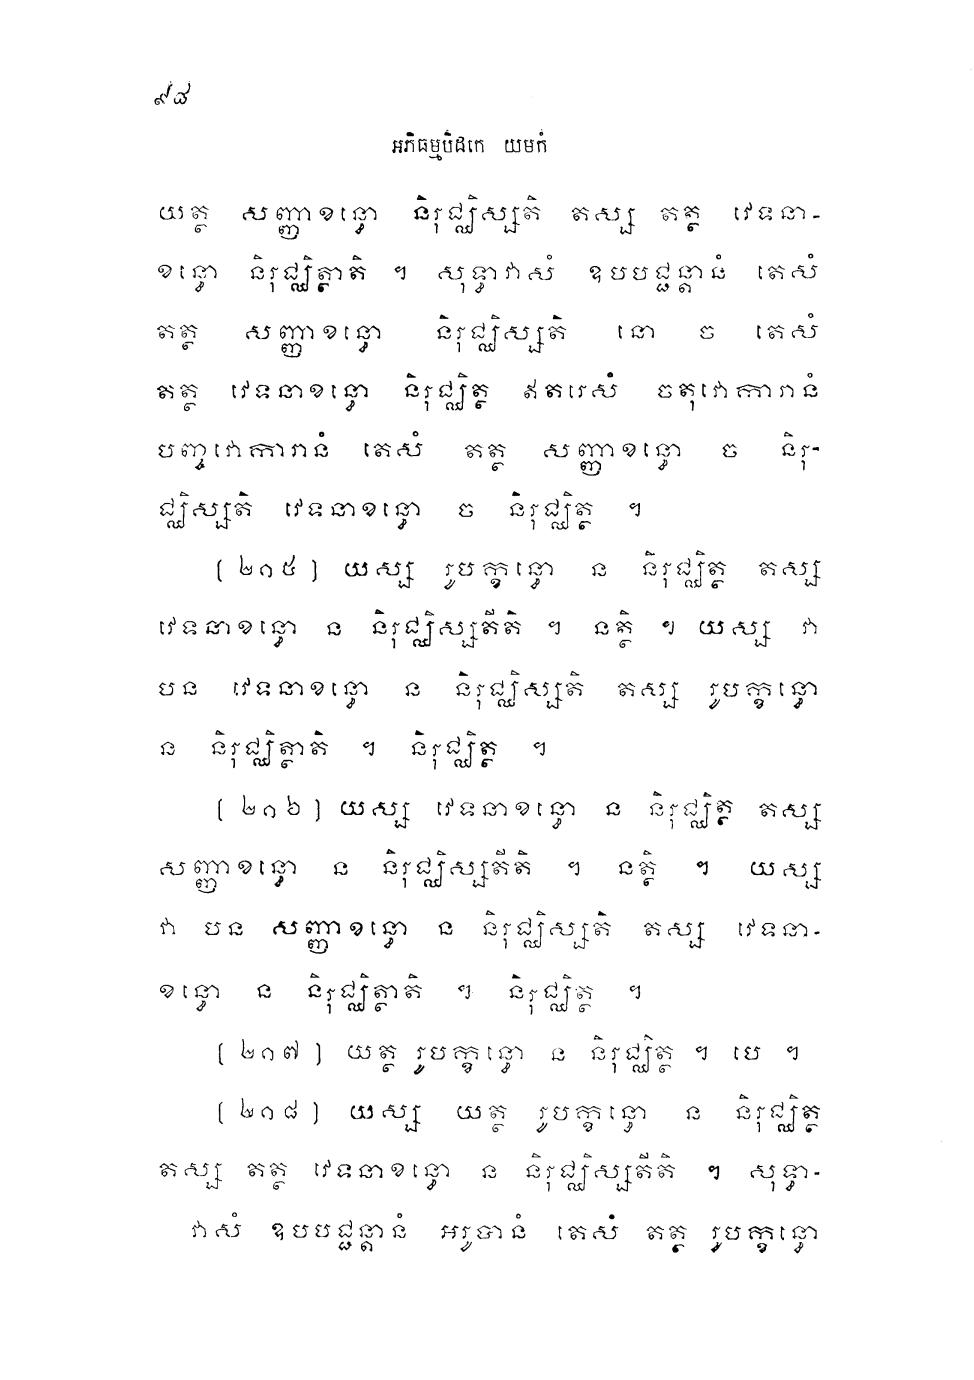 ៩៨
អភិធម្មបិដកេ យមកំ
យត្ថ សញ្ញាខន្ធោ និរុជ្ឈិស្សតិ តស្ស តត្ថ វេទនា-
ខន្ធោ និរុជ្ឈិត្ថាតិ ។ សុទ្ធាវាសំ ឧបបជ្ជន្តានំ តេសំ
តត្ថ សញ្ញាខន្ធោ និរុជ្ឈិស្សតិ នោ ច តេសំ
តត្ថ វេទនាខន្ធោ និរុជ្ឈិត្ថ ឥតរេសំ ចតុវោការានំ
បញ្ចវោការានំ តេសំ តត្ថ សញ្ញាខន្ធោ ច និរុ-
ជ្ឈិស្សតិ វេទនាខន្ធោ ច និរុជ្ឈិត្ថ ។
[ ២០៥ ] យស្ស រូបក្ខន្ធោ ន និរុជ្ឈិត្ថ តស្ស
វេទនាខន្ធោ ន និរុជ្ឈិស្សតីតិ ។ នត្ថិ ។ យស្ស វា
បន វេទនាខន្ធោ ន និរុជ្ឈិស្សតិ តស្ស រូបក្ខន្ធោ
ន និរុជ្ឈិត្ថាតិ ។ និរុជ្ឈិត្ថ ។
[ ២០៦ ] យស្ស វេទនាខន្ធោ ន និរុជ្ឈិត្ថ តស្ស
សញ្ញាខន្ធោ ន និរុជ្ឈិស្សតីតិ ។ នត្ថិ ។ យស្ស
វា បន សញ្ញាខន្ធោ ន និរុជ្ឈិស្សតិ តស្ស វេទនា-
ខន្ធោ ន និរុជ្ឈិត្ថាតិ ។ និរុជ្ឈិត្ថ ។
[ ២០៧ ] យត្ថ រូបក្ខន្ធោ ន និរុជ្ឈិត្ថ ។ បេ ។
[ ២០៨ ] យស្ស យត្ថ រូបក្ខន្ធោ ន និរុជ្ឈិត្ថ
តស្ស តត្ថ វេទនាខន្ធោ ន និរុជ្ឈិស្សតីតិ ។ សុទ្ធា-
វាសំ ឧបបជ្ជន្តានំ អរូបានំ តេសំ តត្ថ រូបក្ខន្ធោ